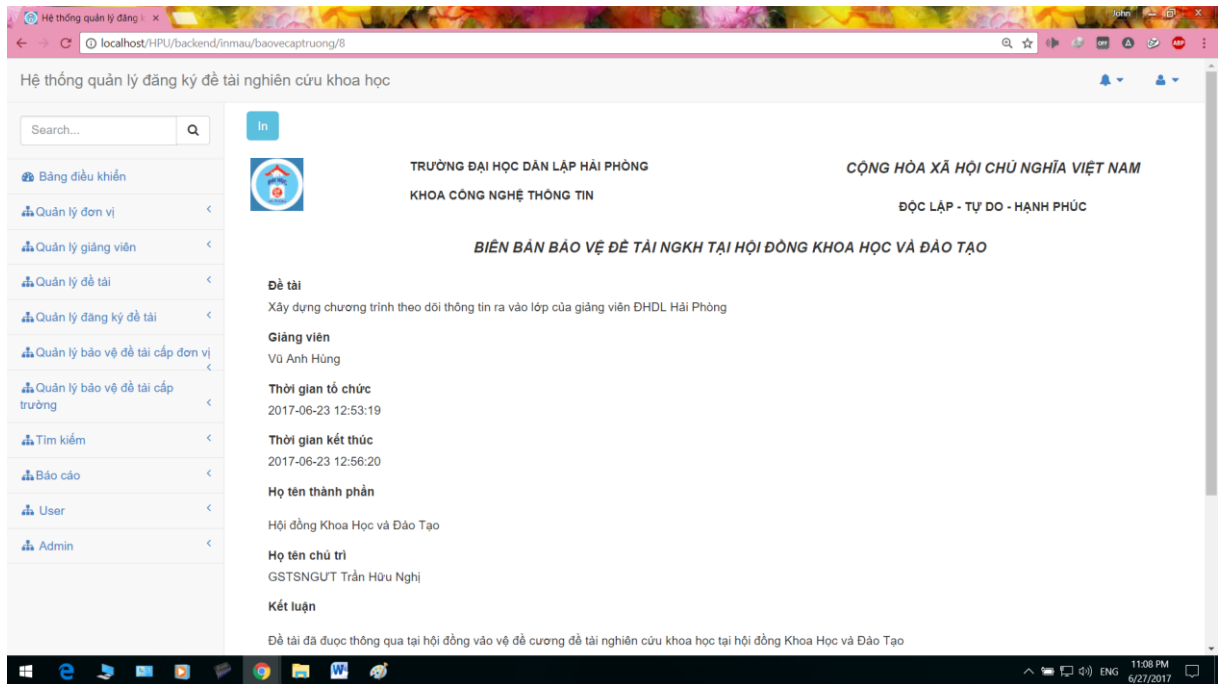 Hệ thống quản lý đăng k
John
localhost/HPU/backend/inmau/baovecaptruong/8
OFF
ABP
Hệ thống quản lý đăng ký đề tài nghiên cứu khoa học
Search...
In
Bảng điều khiển
Quản lý đơn vị
Quản lý giảng viên
Quản lý đề tài
Quản lý đăng ký đề tài
Quản lý bảo vệ đề tài cấp đơn vị
Quản lý bảo vệ đề tài cấp
trường
Tìm kiếm
Báo cáo
User
Admin
TRƯỜNG ĐẠI HỌC DÂN LẬP HẢI PHÒNG
KHOA CÔNG NGHỆ THÔNG TIN
CỘNG HÒA XÃ HỘI CHỦ NGHĨA VIỆT NAM
ĐỘC LẬP - TỰ DO - HẠNH PHÚC
BIÊN BẢN BẢO VỆ ĐỀ TÀI NGKH TẠI HỘI ĐỒNG KHOA HỌC VÀ ĐÀO TẠO
Đề tài
Xây dựng chương trình theo dõi thông tin ra vào lớp của giảng viên ĐHDL Hải Phòng
Giảng viên
Vũ Anh Hùng
Thời gian tổ chức
2017-06-23 12:53:19
Thời gian kết thúc
2017-06-23 12:56:20
Họ tên thành phần
Hội đồng Khoa Học và Đào Tạo
Họ tên chủ trì
GSTSNGƯT Trần Hữu Nghị
Kết luận
Đề tài đã đuọc thông qua tại hội đồng vảo vệ đề cương đề tài nghiên cứu khoa học tại hội đồng Khoa Học và Đào Tạo
ENG
11:08 PM
6/27/2017